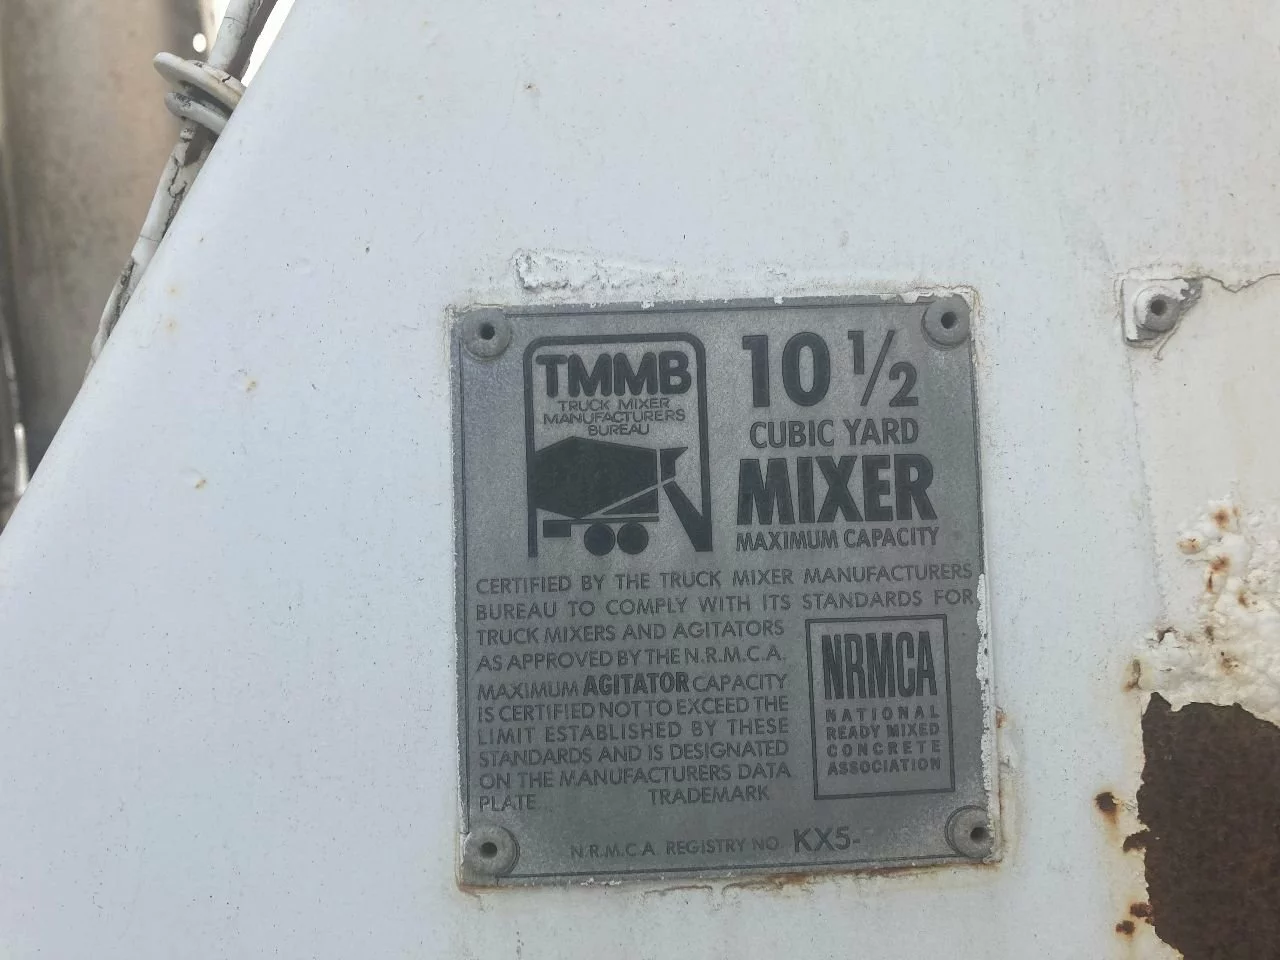 TMMB
TRUCK MIXER
MANUFACTURERS
BUREAU
10 1/2
CUBIC YARD
MIXER
MAXIMUM CAPACITY
CERTIFIED BY THE TRUCK MIXER MANUFACTURERS
BUREAU TO COMPLY WITH ITS STANDARDS FOR
TRUCK MIXERS AND AGITATORS
AS APPROVED BY THE N.R.M.C.A.
MAXIMUM AGITATOR CAPACITY
IS CERTIFIED NOT TO EXCEED THE
LIMIT ESTABLISHED BY THESE
STANDARDS AND IS DESIGNATED
ON THE MANUFACTURERS DATA
PLATE TRADEMARK
NRMCA
NATIONAL
READY MIXED
CONCRETE
ASSOCIATION
N.R.M.C.A. REGISTRY NO KX5-